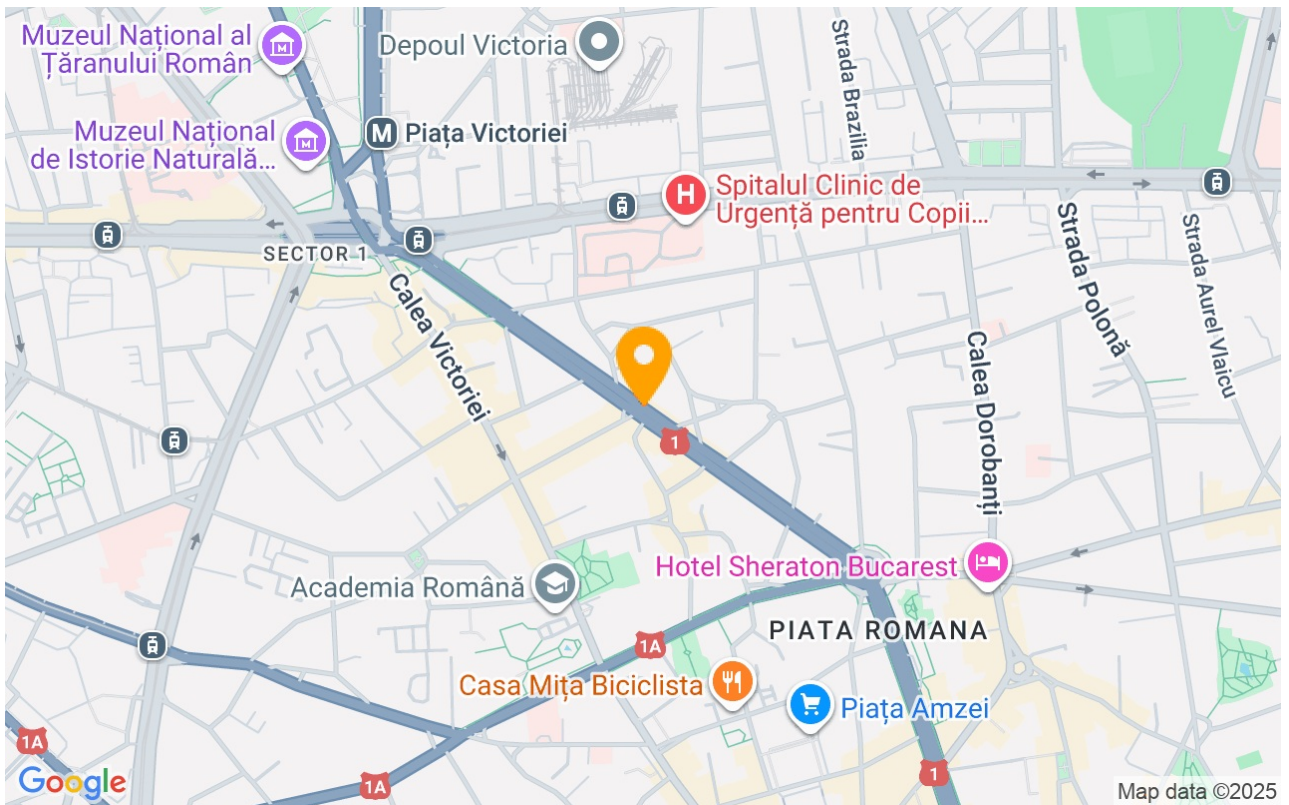 Muzeul Național al
Țăranului Român
Depoul Victoria
Strada Brazilia
Muzeul Național
de Istorie Naturală...
M
Piața Victoriei
H
Spitalul Clinic de
Urgență pentru Copii...
SECTOR 1
Calea Victoriei
Strada Polonă
Strada Aurel Vlaicu
Calea Dorobanți
1
Hotel Sheraton Bucarest
Academia Română
PIATA ROMANA
1A
Casa Mița Biciclista
Piața Amzei
1A
1A
1
Google
Map data ©2025